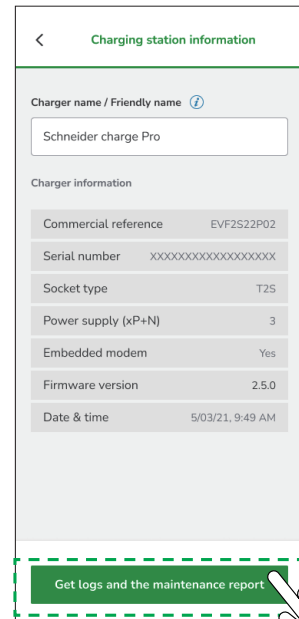 Charging station information
Charger name / Friendly name i
Schneider charge Pro
Charger information
Commercial reference EVF2S22P02
Serial number XXXXXXXXXXXXXXXXXX
Socket type T2S
Power supply (xP+N) 3
Embedded modem Yes
Firmware version 2.5.0
Date & time 5/03/21, 9:49 AM
Get logs and the maintenance report